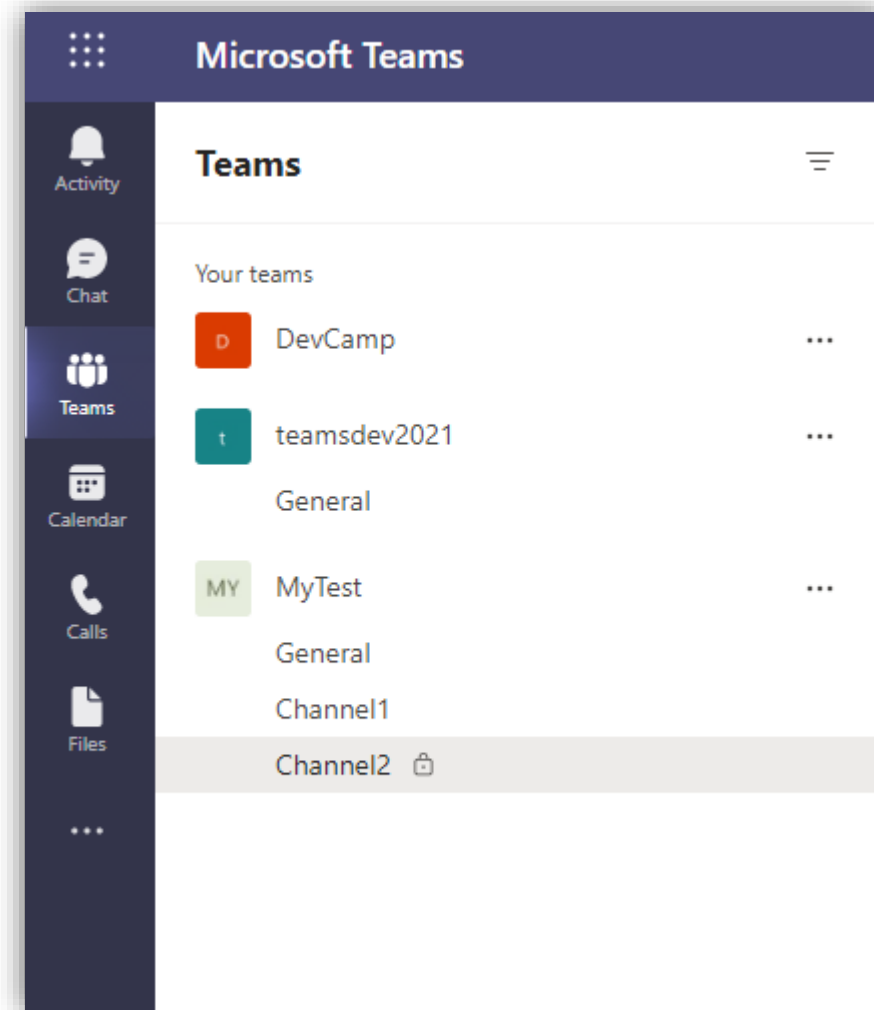 Microsoft Teams
Activity
Chat
Teams
Calendar
Calls
Files
Teams
Your teams
D DevCamp
t teamsdev2021
General
MY MyTest
General
Channel1
Channel2